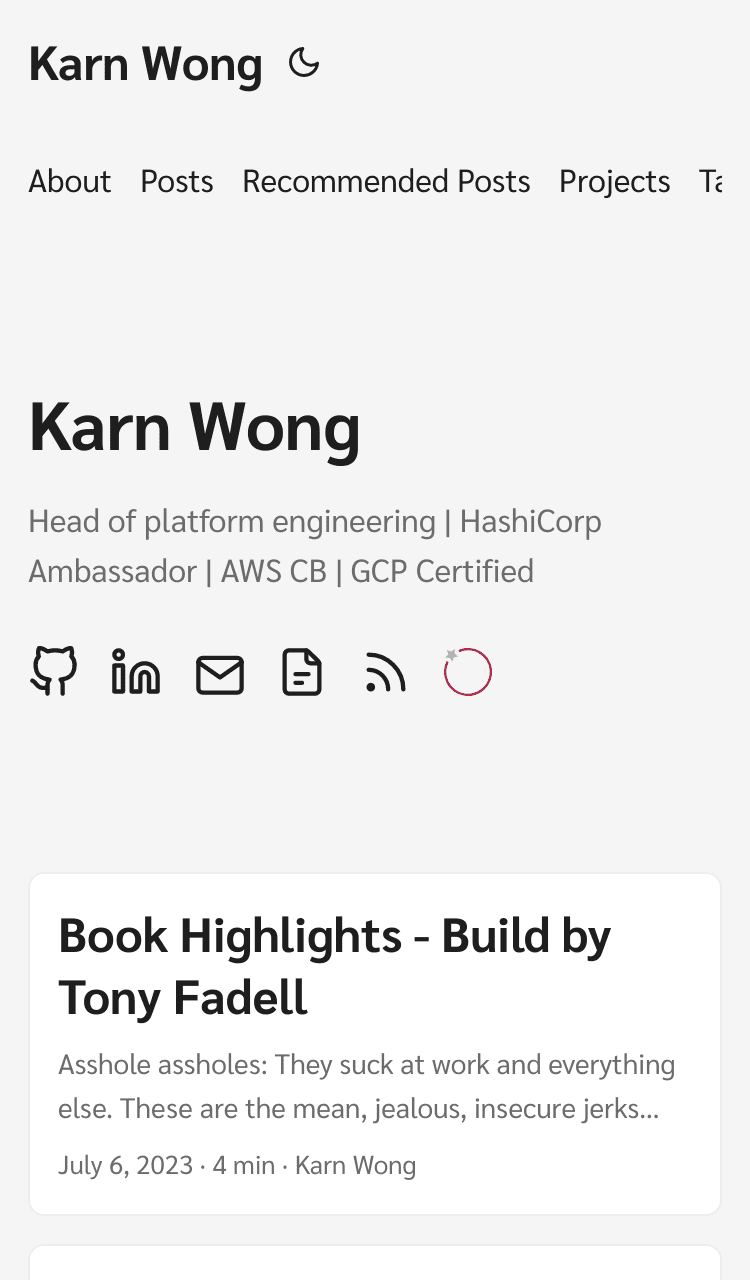 Karn Wong
About Posts Recommended Posts Projects
Karn Wong
Head of platform engineering | HashiCorp
Ambassador | AWS CB | GCP Certified
Book Highlights - Build by
Tony Fadell
Asshole assholes: They suck at work and everything
else. These are the mean, jealous, insecure jerks...
July 6, 2023 · 4 min · Karn Wong